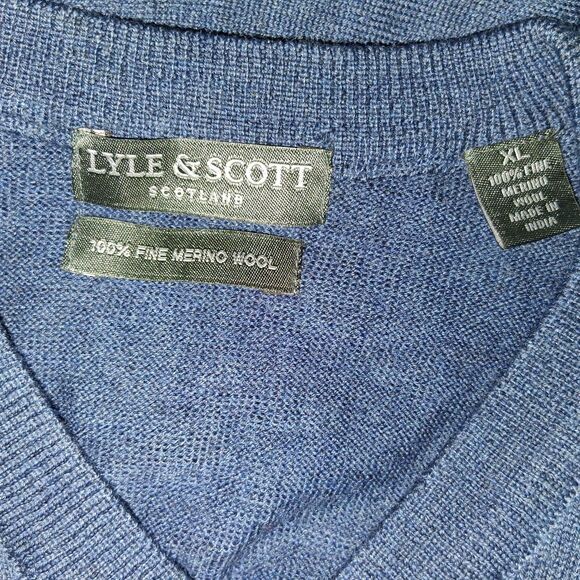 LYLE & SCOTT
SCOTLAND
100% FINE MERINO WOOL
XL
100% FINE
MERINO
WOOL
MADE IN
INDIA